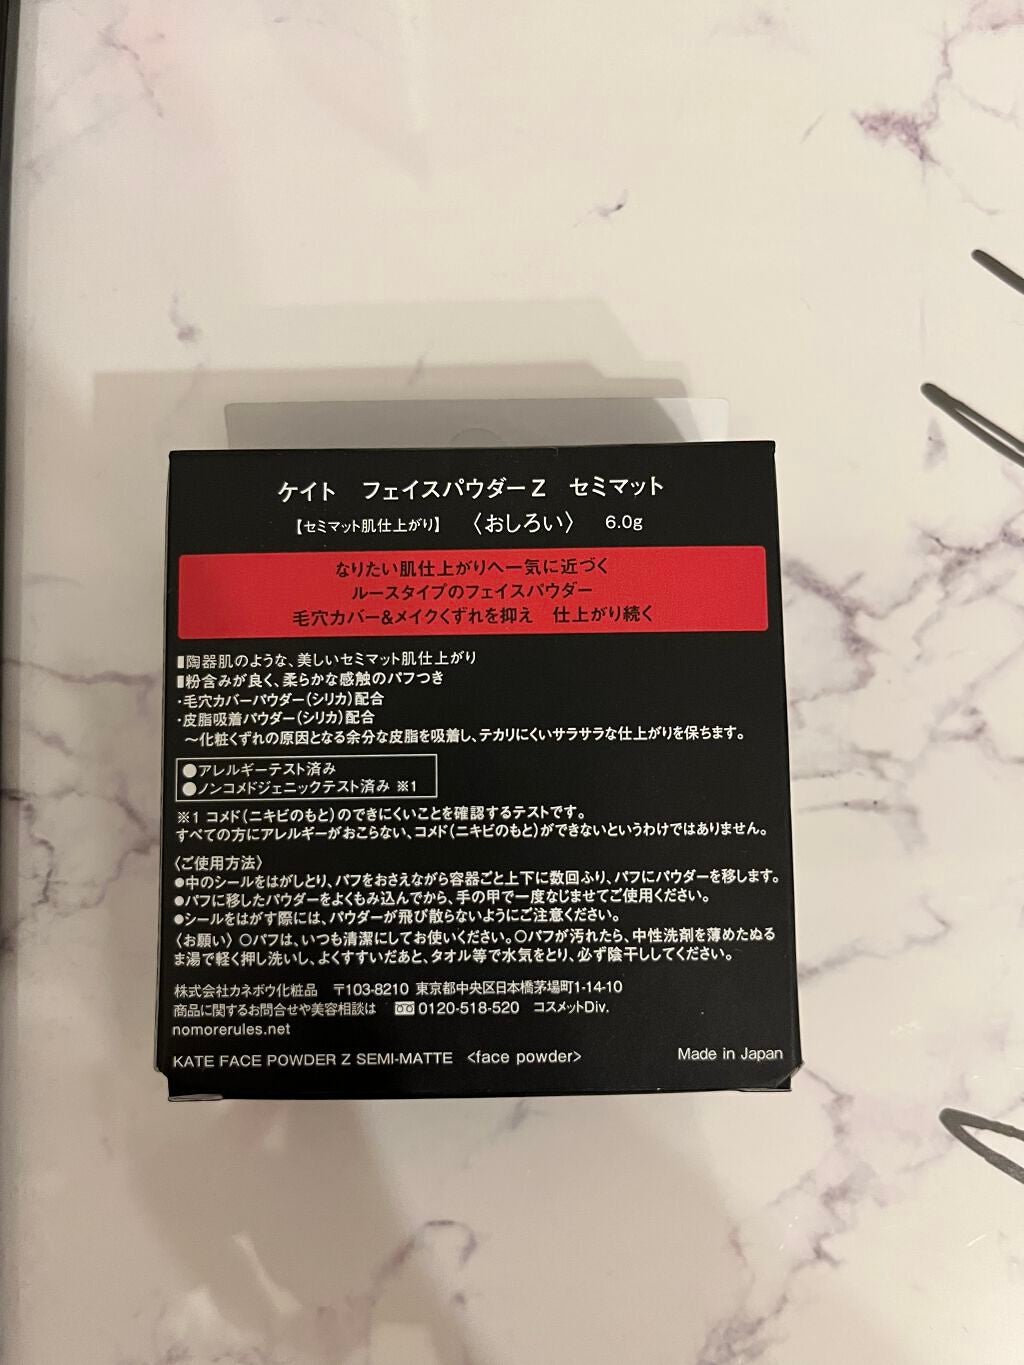 ケイト　フェイスパウダーZ　セミマット
【セミマット肌仕上がり】　〈おしろい〉　6.0g
なりたい肌仕上がりへ一気に近づく
ルースタイプのフェイスパウダー
毛穴カバー&メイクくずれを抑え　仕上がり続く
▮陶器肌のような、美しいセミマット肌仕上がり
▮粉含みが良く、柔らかな感触のパフつき
・毛穴カバーパウダー(シリカ)配合
・皮脂吸着パウダー(シリカ)配合
～化粧くずれの原因となる余分な皮脂を吸着し、テカリにくいサラサラな仕上がりを保ちます。
●アレルギーテスト済み
●ノンコメドジェニックテスト済み ※1
※1 コメド(ニキビのもと)のできにくいことを確認するテストです。
すべての方にアレルギーがおこらない、コメド(ニキビのもと)ができないというわけではありません。
〈ご使用方法〉
●中のシールをはがしとり、パフをおさえながら容器ごと上下に数回ふり、パフにパウダーを移します。
●パフに移したパウダーをよくもみ込んでから、手の甲で一度なじませてご使用ください。
●シールをはがす際には、パウダーが飛び散らないようにご注意ください。
〈お願い〉○パフは、いつも清潔にしてお使いください。○パフが汚れたら、中性洗剤を薄めたぬる
ま湯で軽く押し洗いし、よくすすいだあと、タオル等で水気をとり、必ず陰干ししてください。
株式会社カネボウ化粧品　〒103-8210 東京都中央区日本橋茅場町1-14-10
商品に関するお問合せや美容相談は　0120-518-520　コスメットDiv.
nomorerules.net
KATE FACE POWDER Z SEMI-MATTE <face powder>　Made in Japan